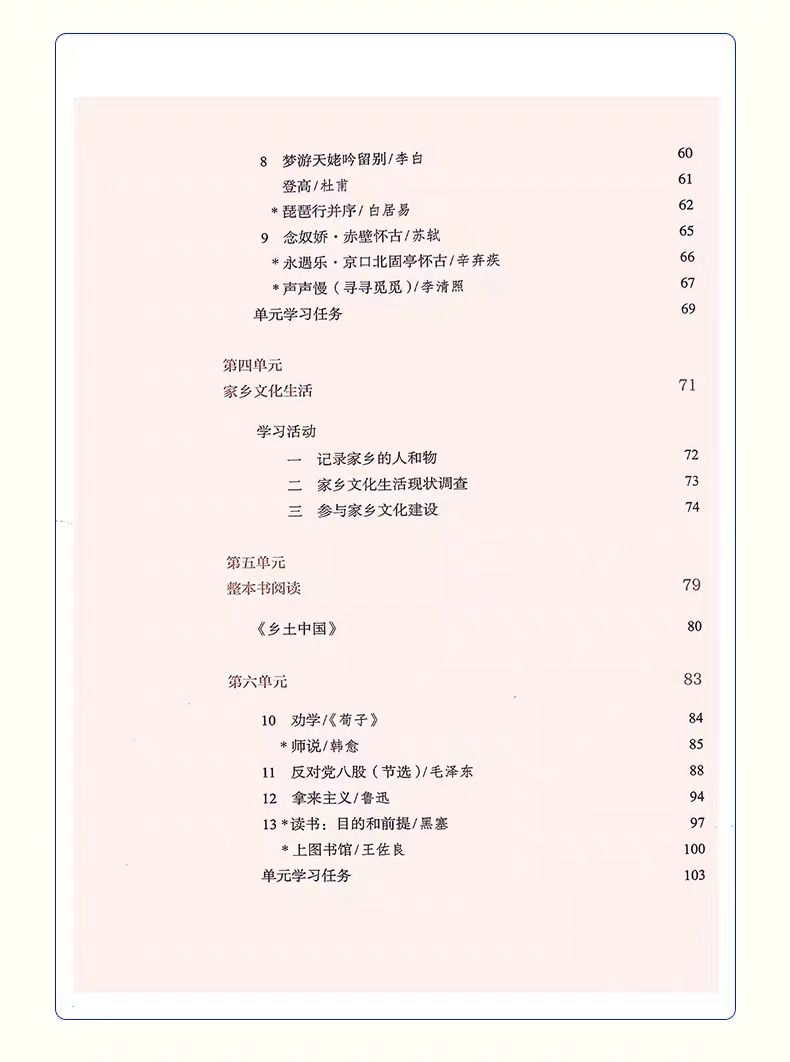 8 梦游天姥吟留别/李白 60
登高/杜甫 61
*琵琶行并序/白居易 62
9 念奴娇·赤壁怀古/苏轼 65
*永遇乐·京口北固亭怀古/辛弃疾 66
*声声慢（寻寻觅觅）/李清照 67
单元学习任务 69
第四单元
家乡文化生活 71
学习活动
一 记录家乡的人和物 72
二 家乡文化生活现状调查 73
三 参与家乡文化建设 74
第五单元
整本书阅读 79
《乡土中国》 80
第六单元 83
10 劝学/《荀子》 84
*师说/韩愈 85
11 反对党八股（节选）/毛泽东 88
12 拿来主义/鲁迅 94
13 *读书：目的和前提/黑塞 97
*上图书馆/王佐良 100
单元学习任务 103